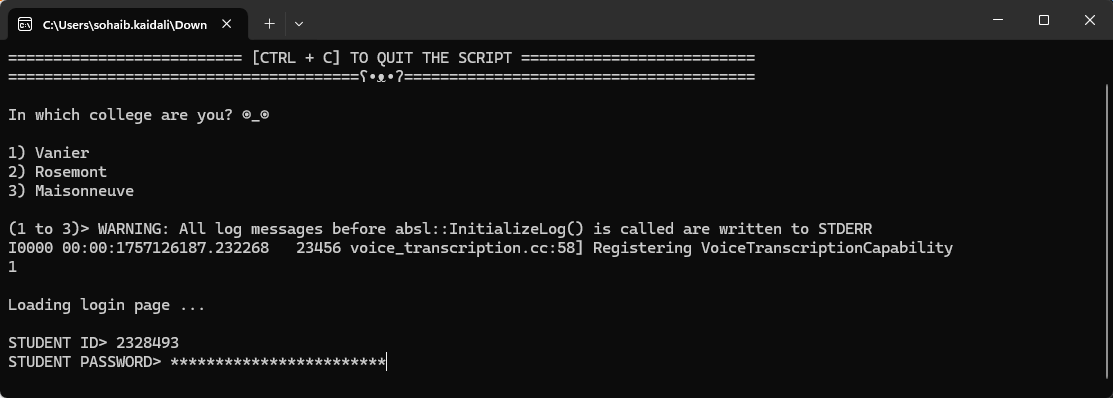 C:\Users\sohaib.kaidali\Down
========================== [CTRL + C] TO QUIT THE SCRIPT ==========================
=======================================ʕ•ᴥ•ʔ=======================================
In which college are you? ⊙_⊙
1) Vanier
2) Rosemont
3) Maisonneuve
(1 to 3)> WARNING: All log messages before absl::InitializeLog() is called are written to STDERR
I0000 00:00:1757126187.232268   23456 voice_transcription.cc:58] Registering VoiceTranscriptionCapability
1
Loading login page ...
STUDENT ID> 2328493
STUDENT PASSWORD> ************************